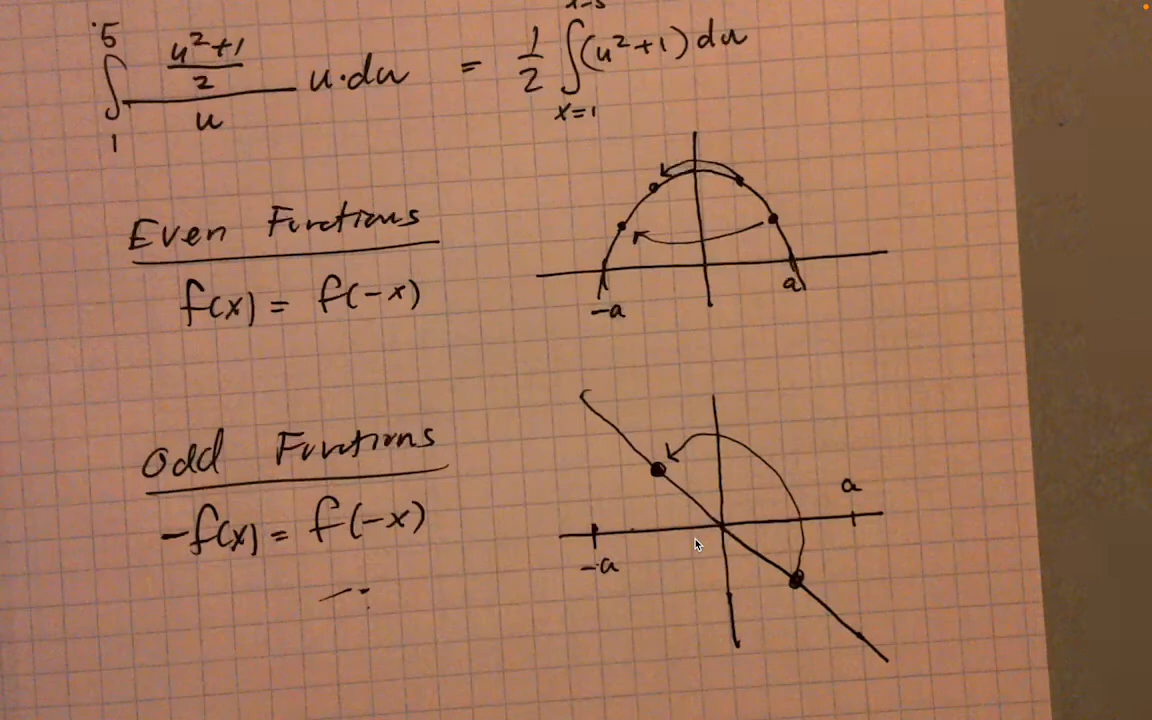 5
∫ ((u²+1)/2)/u u·du = 1/2 ∫ (u²+1) du
1 x=1
Even Functions
f(x) = f(-x)
-a a
Odd Functions
-f(x) = f(-x)
-a a